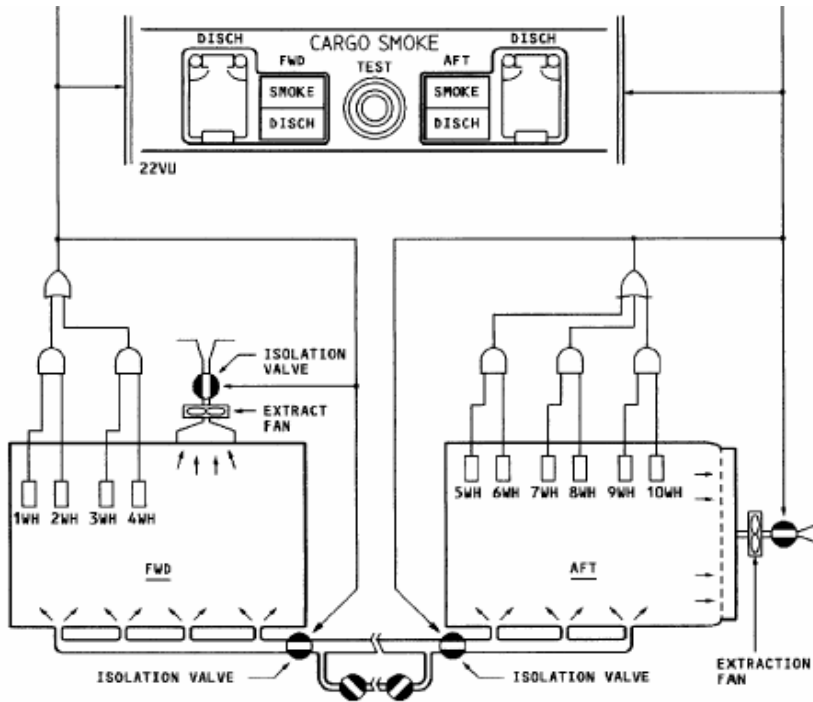 DISCH
CARGO SMOKE
DISCH
FWD
TEST
AFT
SMOKE
SMOKE
DISCH
DISCH
22VU
ISOLATION
VALVE
EXTRACT
FAN
1WH 2WH 3WH 4WH
5WH 6WH 7WH 8WH 9WH 10WH
FWD
AFT
ISOLATION VALVE
ISOLATION VALVE
EXTRACTION
FAN